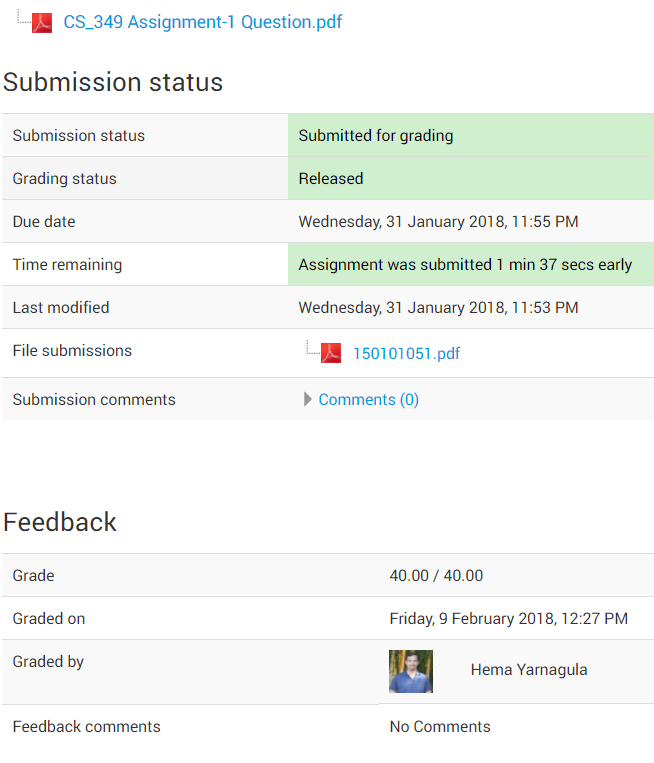 CS_349 Assignment-1 Question.pdf
Submission status
Submission status Submitted for grading
Grading status Released
Due date Wednesday, 31 January 2018, 11:55 PM
Time remaining Assignment was submitted 1 min 37 secs early
Last modified Wednesday, 31 January 2018, 11:53 PM
File submissions 150101051.pdf
Submission comments Comments (0)
Feedback
Grade 40.00 / 40.00
Graded on Friday, 9 February 2018, 12:27 PM
Graded by Hema Yarnagula
Feedback comments No Comments